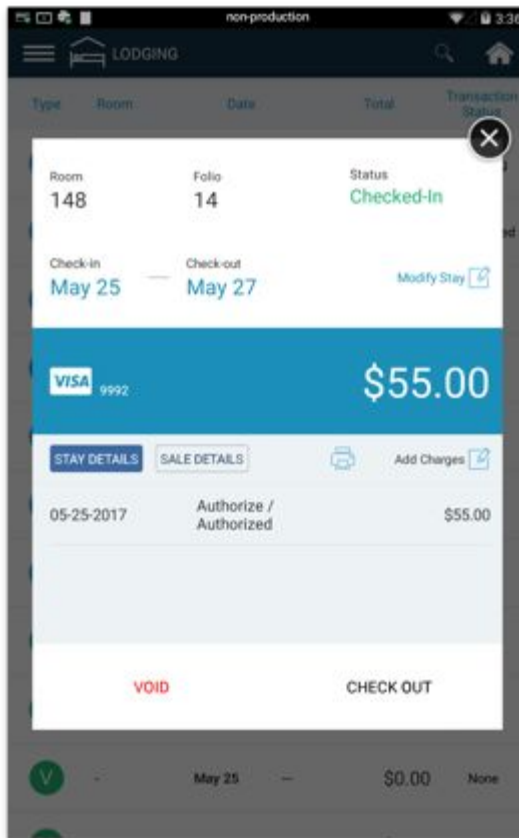 non-production 3:36
LODGING
Type Room Date Total Transaction Status
Room Folio Status
148 14 Checked-In
Check-in Check-out
May 25 — May 27 Modify Stay
VISA 9992 $55.00
STAY DETAILS SALE DETAILS Add Charges
05-25-2017 Authorize / Authorized $55.00
VOID CHECK OUT
V - May 25 — $0.00 None